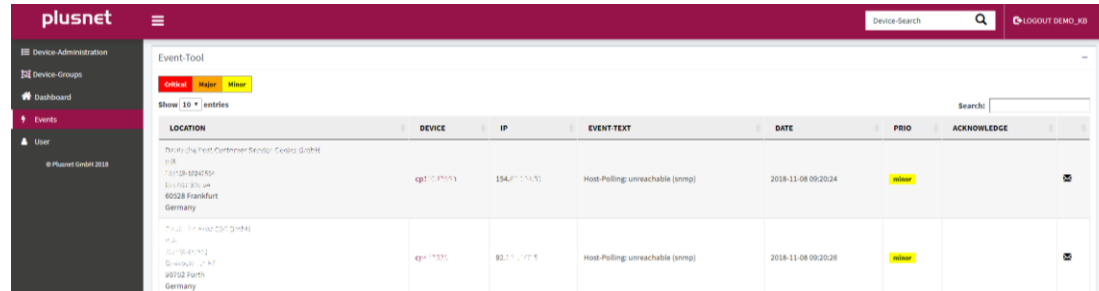 plusnet
Device-Search
LOGOUT DEMO_KB
Device-Administration
Device-Groups
Dashboard
Events
User
© Plusnet GmbH 2018
Event-Tool
Critical Major Minor
Show 10 entries
Search:
LOCATION DEVICE IP EVENT-TEXT DATE PRIO ACKNOWLEDGE
60528 Frankfurt
Germany
Host-Polling: unreachable (snmp) 2018-11-08 09:20:24 minor
90762 Fürth
Germany
Host-Polling: unreachable (snmp) 2018-11-08 09:20:26 minor